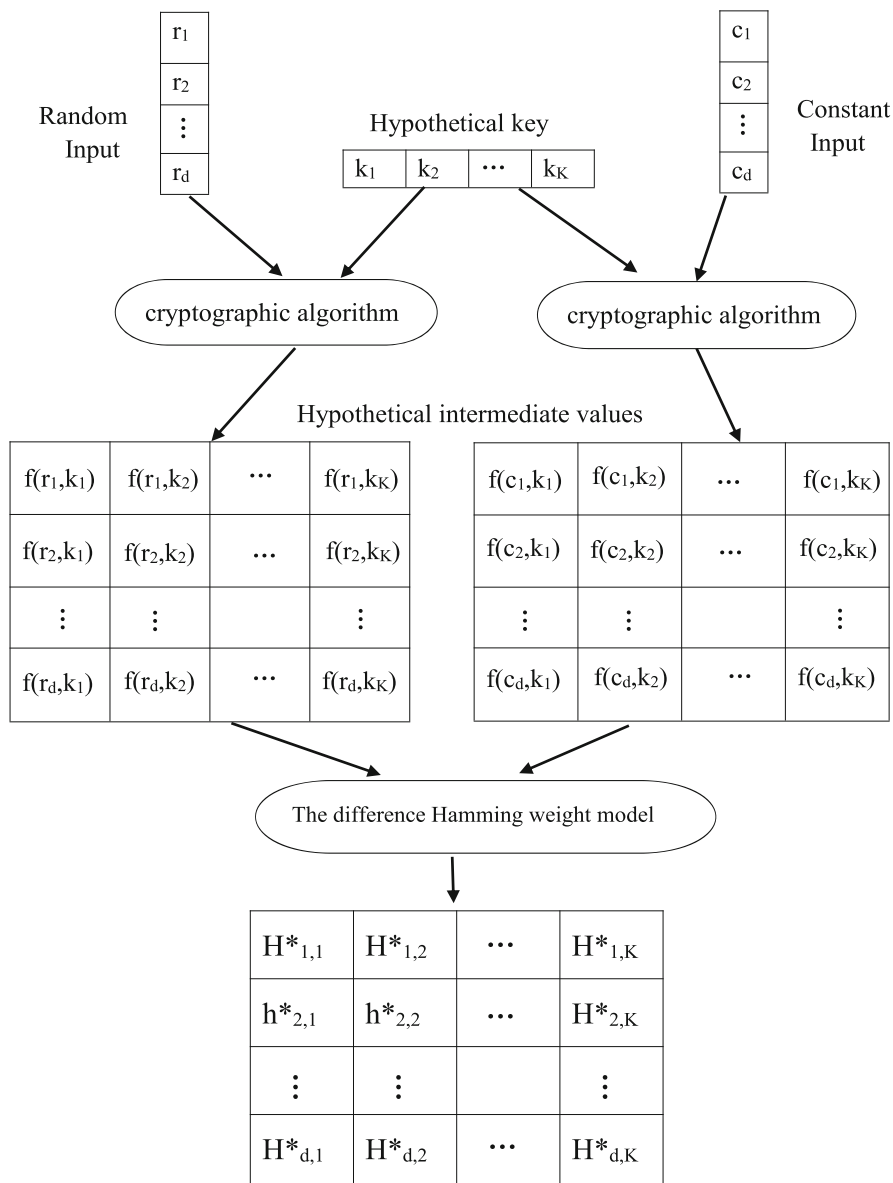 r1
r2
⋮
rd
Random
Input
Hypothetical key
k1 k2 ··· kK
c1
c2
⋮
cd
Constant
Input
cryptographic algorithm
cryptographic algorithm
Hypothetical intermediate values
f(r1,k1) f(r1,k2) ··· f(r1,kK)
f(r2,k1) f(r2,k2) ... f(r2,kK)
⋮ ⋮ ⋮
f(rd,k1) f(rd,k2) ··· f(rd,kK)
f(c1,k1) f(c1,k2) ... f(c1,kK)
f(c2,k1) f(c2,k2) ... f(c2,kK)
⋮ ⋮ ⋮
f(cd,k1) f(cd,k2) ··· f(cd,kK)
The difference Hamming weight model
H*1,1 H*1,2 ··· H*1,K
h*2,1 h*2,2 ... H*2,K
⋮ ⋮ ⋮
H*d,1 H*d,2 ··· H*d,K